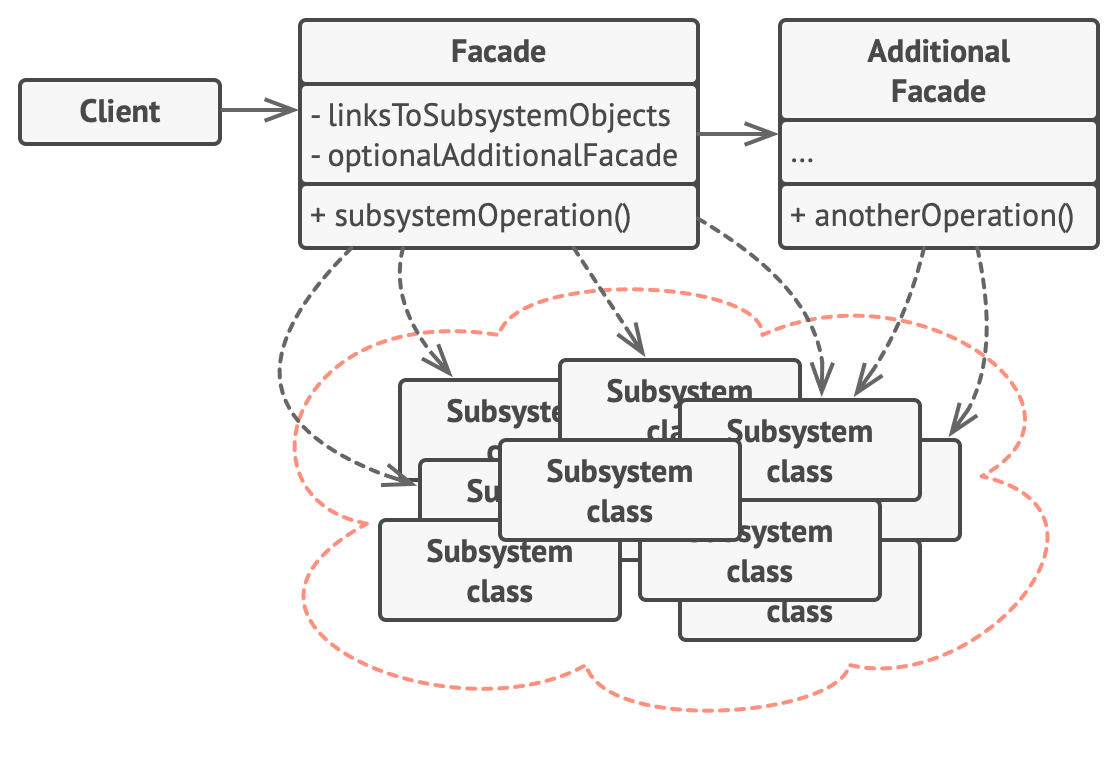 Client
Facade
- linksToSubsystemObjects
- optionalAdditionalFacade
+ subsystemOperation()
Additional
Facade
...
+ anotherOperation()
Subsystem
Subsystem
class
Subsystem
class
Subsystem
class
class
class